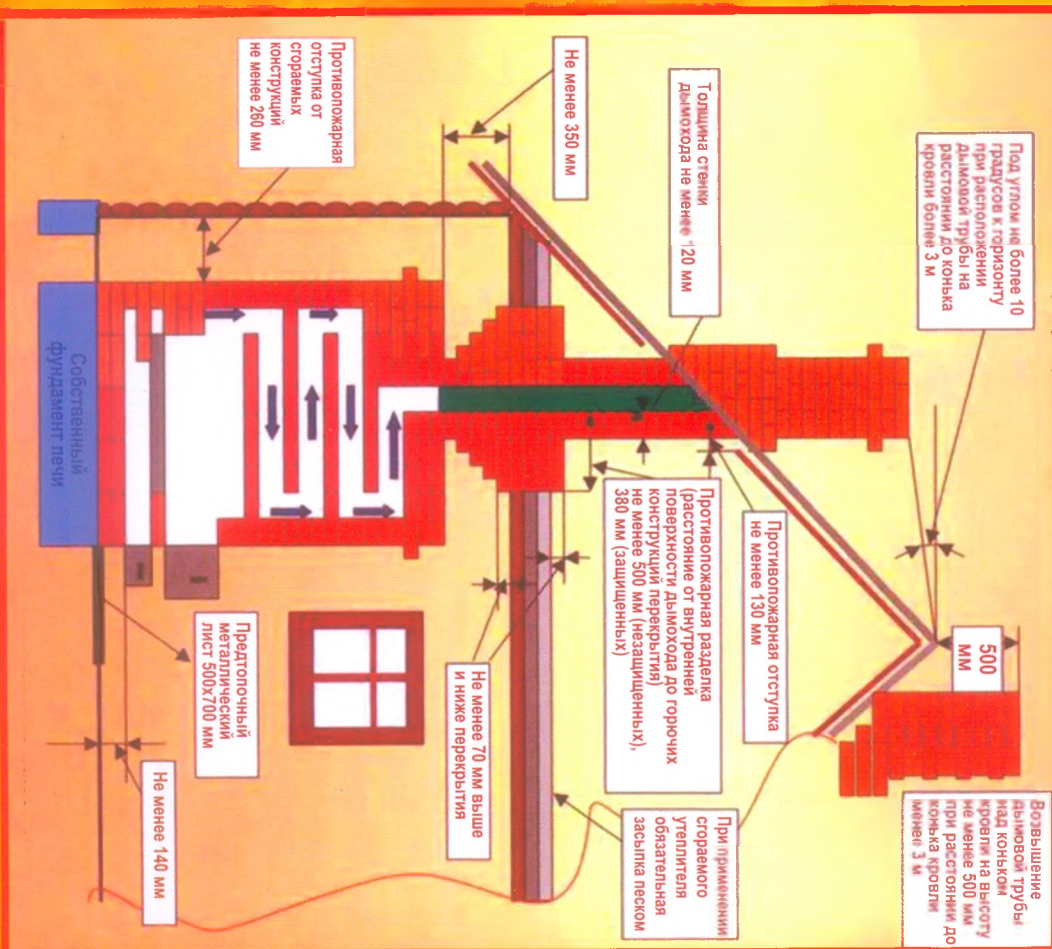 Под углом не более 10
градусов к горизонту
при расположении
дымовой трубы на
расстоянии до конька
кровли более 3 м
Возвышение
дымовой трубы
над коньком
кровли на высоту
не менее 500 мм
при расстоянии до
конька кровли
менее 3 м
500
мм
Противопожарная отступка
не менее 130 мм
Толщина стенки
дымохода не менее 120 мм
Противопожарная разделка
(расстояние от внутренней
поверхности дымохода до горючих
конструкций перекрытия)
не менее 500 мм (незащищенных),
380 мм (защищенных)
При применении
сгораемого
утеплителя
обязательная
засыпка песком
Не менее 350 мм
Не менее 70 мм выше
и ниже перекрытия
Противопожарная
отступка от
сгораемых
конструкций
не менее 260 мм
Предтопочный
металлический
лист 500х700 мм
Не менее 140 мм
Собственный
фундамент печи